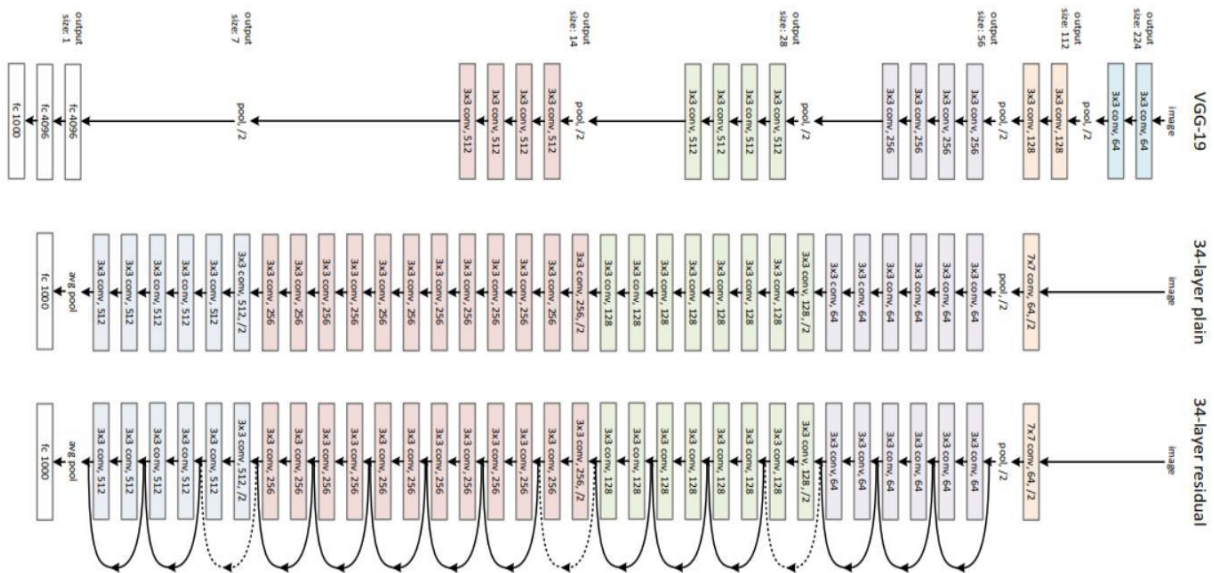 VGG-19
output
size: 224
output
size: 112
output
size: 56
output
size: 28
output
size: 14
output
size: 7
output
size: 1
image
3x3 conv, 64
3x3 conv, 64
pool, /2
3x3 conv, 128
3x3 conv, 128
pool, /2
3x3 conv, 256
3x3 conv, 256
3x3 conv, 256
3x3 conv, 256
pool, /2
3x3 conv, 512
3x3 conv, 512
3x3 conv, 512
3x3 conv, 512
pool, /2
3x3 conv, 512
3x3 conv, 512
3x3 conv, 512
3x3 conv, 512
pool, /2
fc 4096
fc 4096
fc 1000
34-layer plain
image
7x7 conv, 64, /2
pool, /2
3x3 conv, 64
3x3 conv, 64
3x3 conv, 64
3x3 conv, 64
3x3 conv, 64
3x3 conv, 64
3x3 conv, 128, /2
3x3 conv, 128
3x3 conv, 128
3x3 conv, 128
3x3 conv, 128
3x3 conv, 128
3x3 conv, 128
3x3 conv, 128
3x3 conv, 256, /2
3x3 conv, 256
3x3 conv, 256
3x3 conv, 256
3x3 conv, 256
3x3 conv, 256
3x3 conv, 256
3x3 conv, 256
3x3 conv, 256
3x3 conv, 256
3x3 conv, 256
3x3 conv, 256
3x3 conv, 512, /2
3x3 conv, 512
3x3 conv, 512
3x3 conv, 512
3x3 conv, 512
3x3 conv, 512
avg pool
fc 1000
34-layer residual
image
7x7 conv, 64, /2
pool, /2
3x3 conv, 64
3x3 conv, 64
3x3 conv, 64
3x3 conv, 64
3x3 conv, 64
3x3 conv, 64
3x3 conv, 128, /2
3x3 conv, 128
3x3 conv, 128
3x3 conv, 128
3x3 conv, 128
3x3 conv, 128
3x3 conv, 128
3x3 conv, 128
3x3 conv, 256, /2
3x3 conv, 256
3x3 conv, 256
3x3 conv, 256
3x3 conv, 256
3x3 conv, 256
3x3 conv, 256
3x3 conv, 256
3x3 conv, 256
3x3 conv, 256
3x3 conv, 256
3x3 conv, 256
3x3 conv, 512, /2
3x3 conv, 512
3x3 conv, 512
3x3 conv, 512
3x3 conv, 512
3x3 conv, 512
avg pool
fc 1000